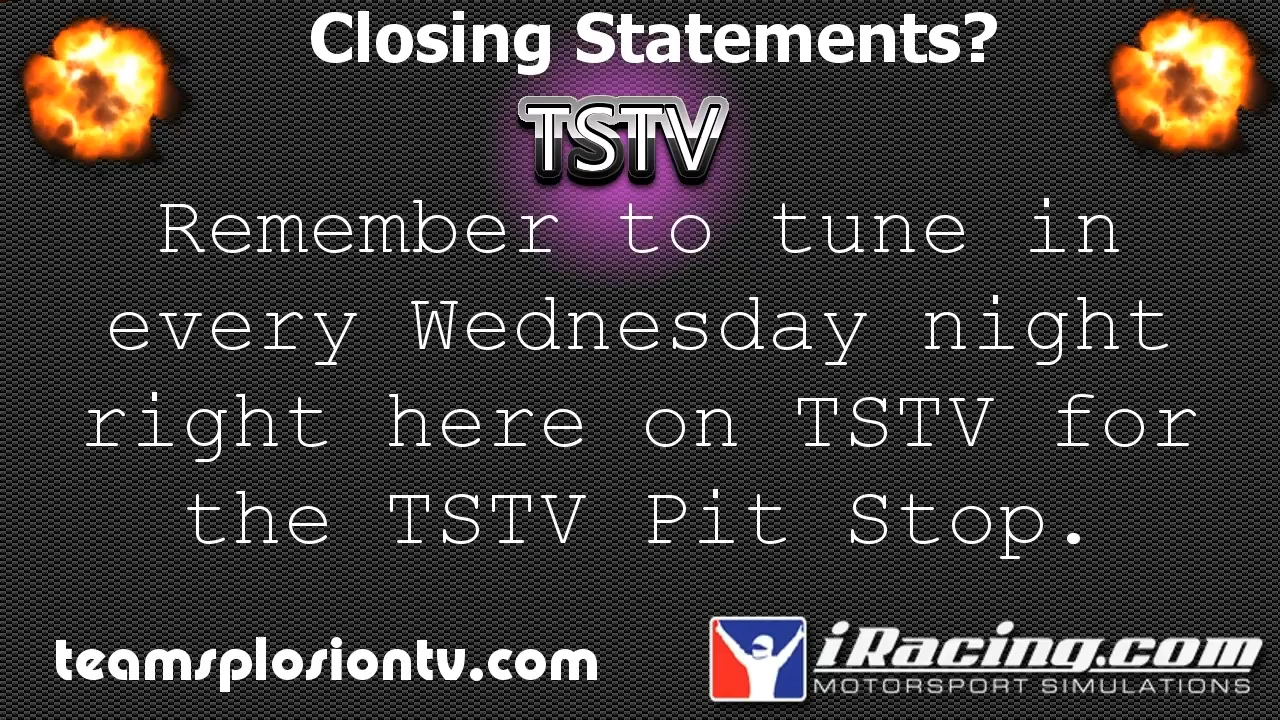 Closing Statements?
TSTV
Remember to tune in
every Wednesday night
right here on TSTV for
the TSTV Pit Stop.
teamsplosiontv.com
iRacing.com
MOTORSPORT SIMULATIONS